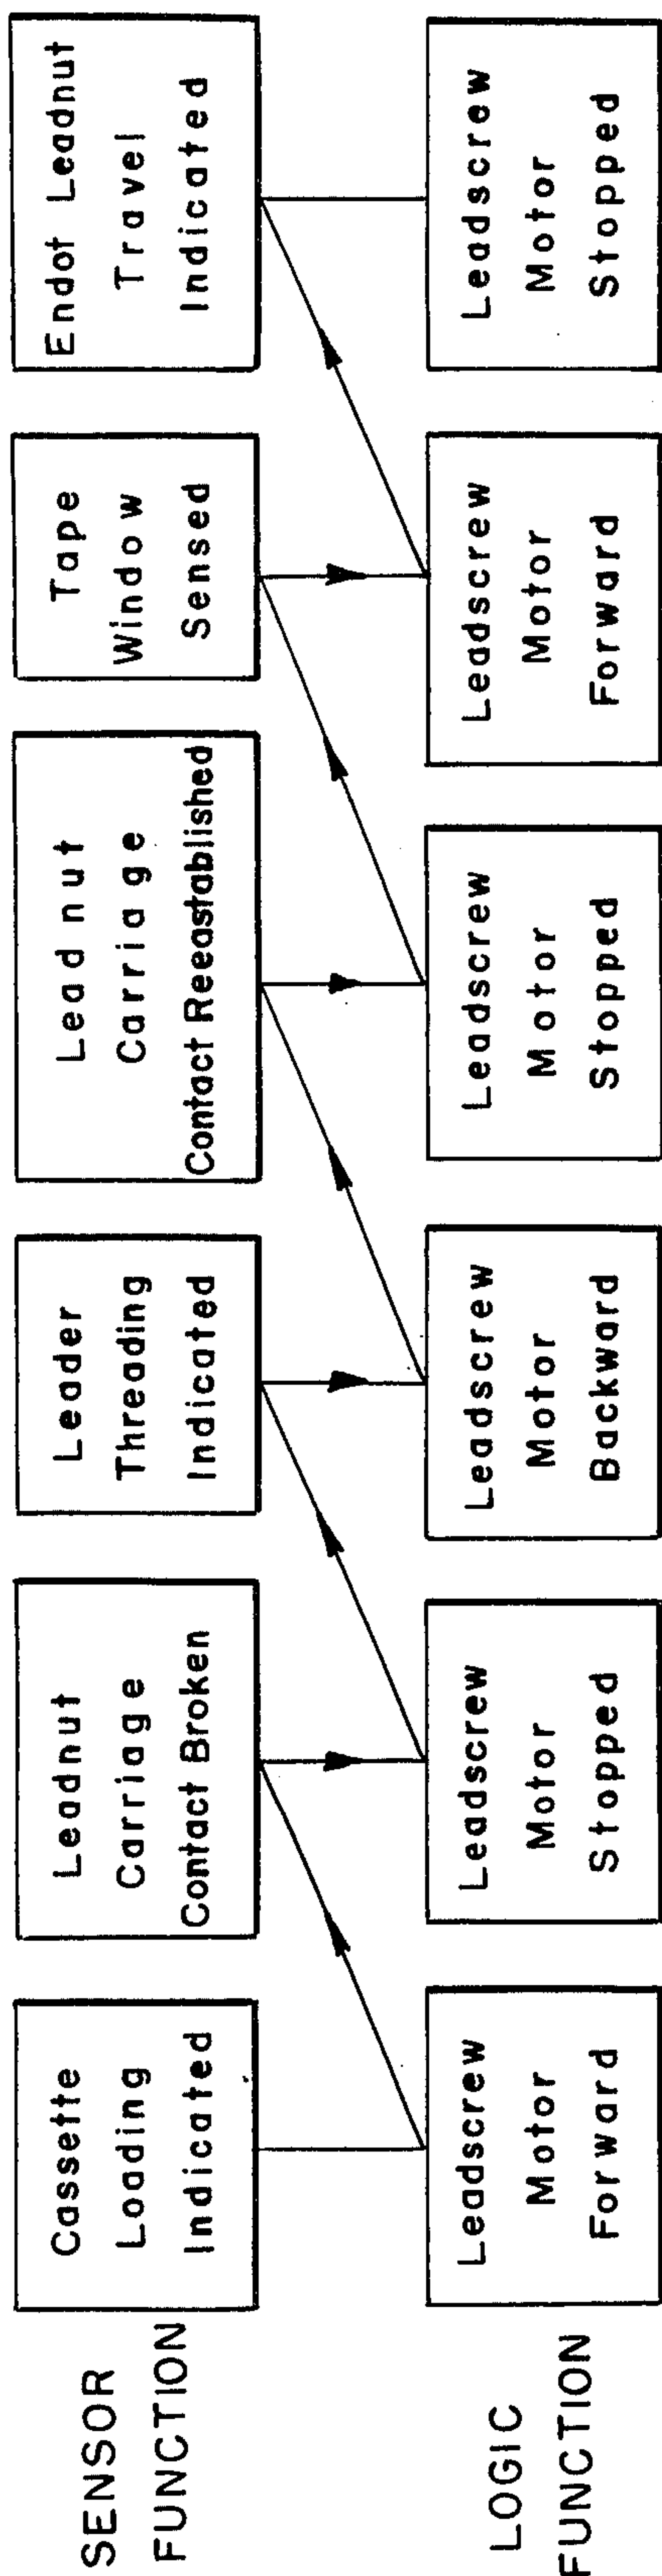 SENSOR
FUNCTION
Cassette
Loading
Indicated
Leadnut
Carriage
Contact Broken
Leader
Threading
Indicated
Leadnut
Carriage
Contact Reeastablished
Tape
Window
Sensed
Endot Leadnut
Travel
Indicated
LOGIC
FUNCTION
Leadscrew
Motor
Forward
Leadscrew
Motor
Stopped
Leadscrew
Motor
Backward
Leadscrew
Motor
Stopped
Leadscrew
Motor
Forward
Leadscrew
Motor
Stopped